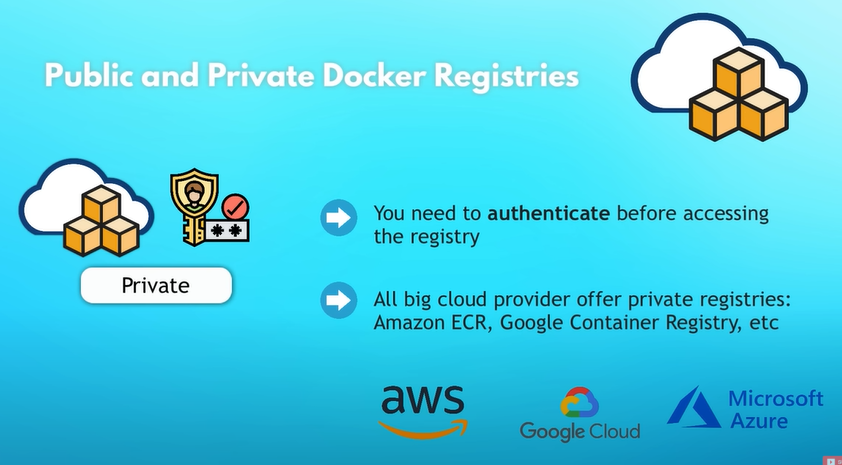 Public and Private Docker Registries
You need to authenticate before accessing
the registry
Private
All big cloud provider offer private registries:
Amazon ECR, Google Container Registry, etc
aws
Google Cloud
Microsoft
Azure